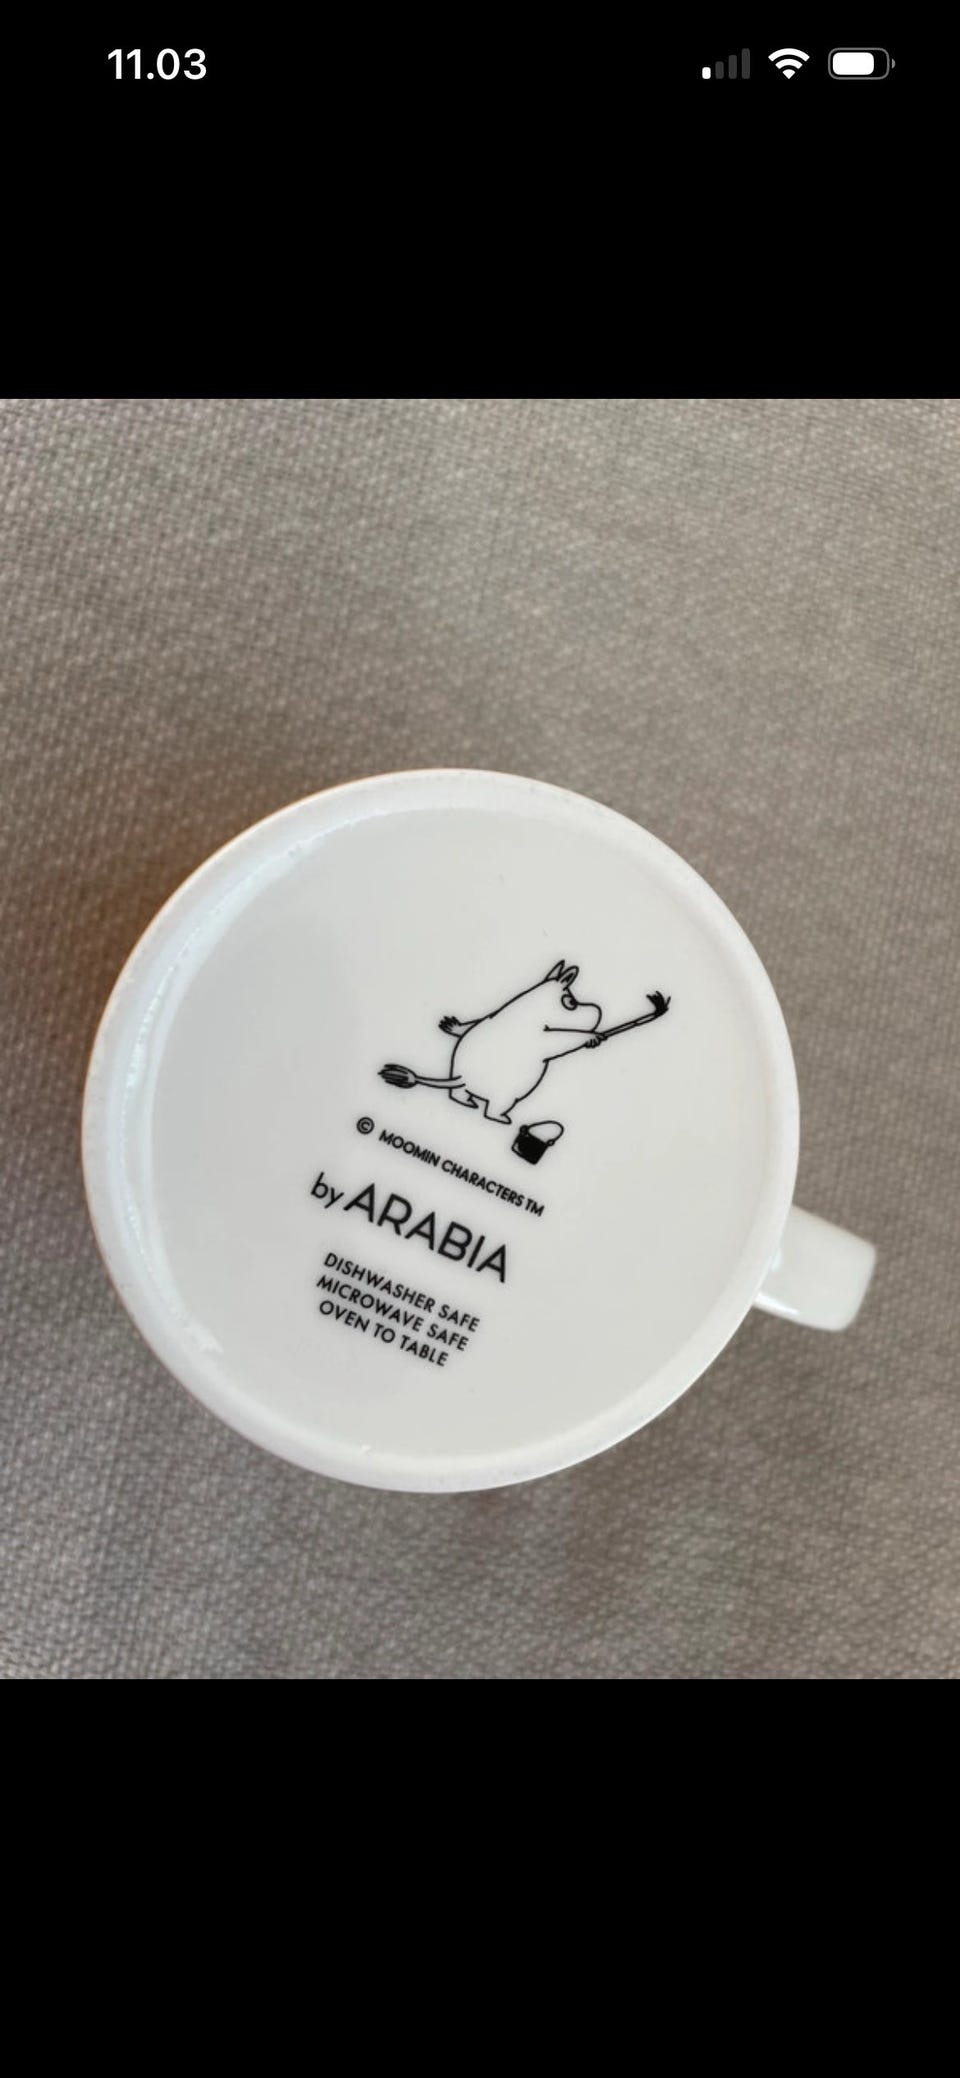 11.03
© MOOMIN CHARACTERS TM
by ARABIA
DISHWASHER SAFE
MICROWAVE SAFE
OVEN TO TABLE